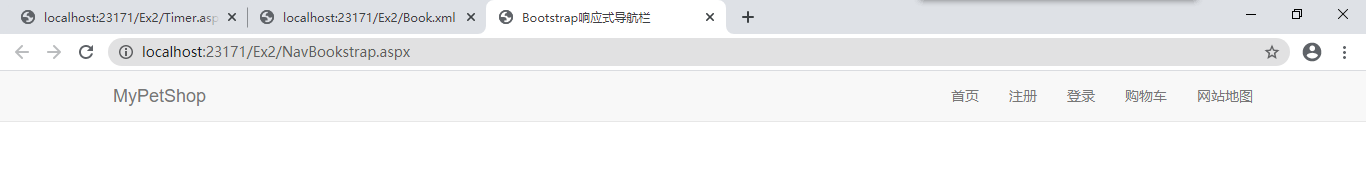 localhost:23171/Ex2/Timer.asp
localhost:23171/Ex2/Book.xml
Bootstrap响应式导航栏
localhost:23171/Ex2/NavBookstrap.aspx
MyPetShop 首页 注册 登录 购物车 网站地图